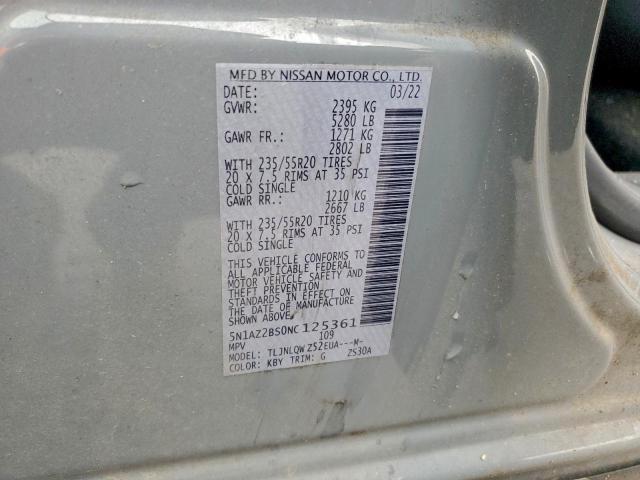 MFD BY NISSAN MOTOR CO., LTD.
DATE: 03/22
GVWR: 2395 KG
5280 LB
GAWR FR.: 1271 KG
2802 LB
WITH 235/55R20 TIRES
20 X 7.5 RIMS AT 35 PSI
COLD SINGLE
GAWR RR.: 1210 KG
2667 LB
WITH 235/55R20 TIRES
20 X 7.5 RIMS AT 35 PSI
COLD SINGLE
THIS VEHICLE CONFORMS TO
ALL APPLICABLE FEDERAL
MOTOR VEHICLE SAFETY AND
THEFT PREVENTION
STANDARDS IN EFFECT ON
THE DATE OF MANUFACTURE
SHOWN ABOVE.
5N1AZ2BS0NC125361
MPV 109
MODEL: TLJNLQW Z52EUA---M-
COLOR: KBY TRIM: G ZS30A